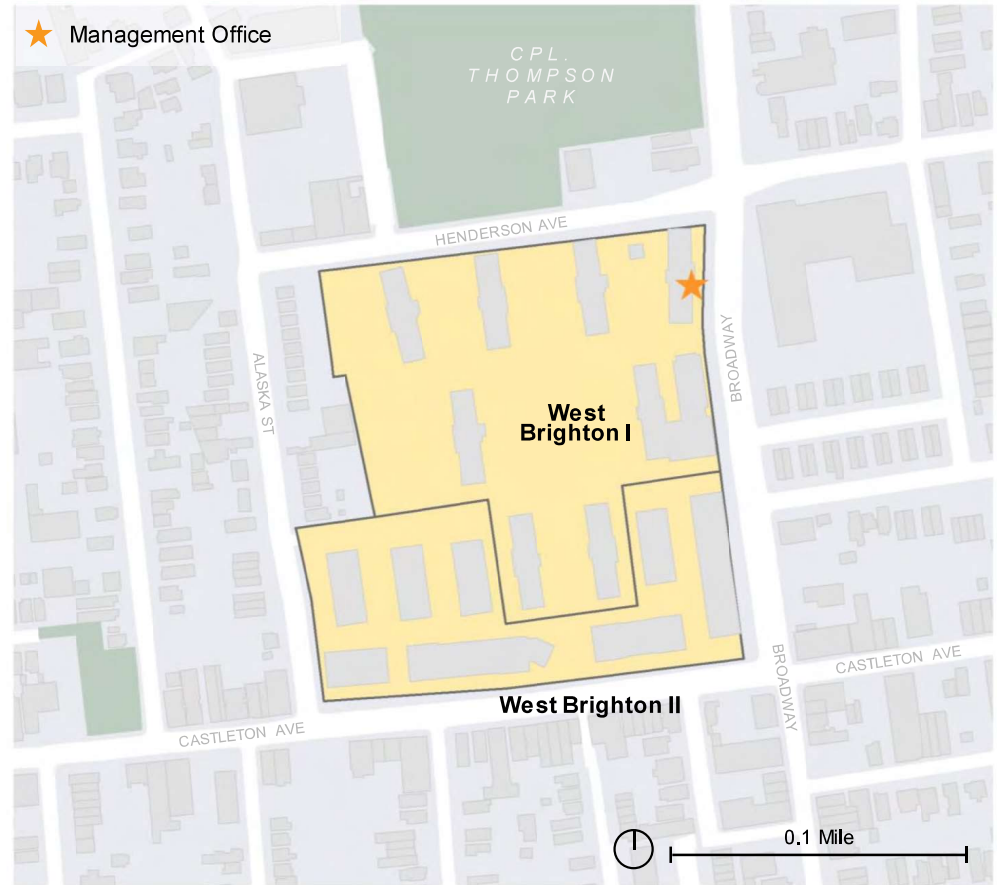 Management Office
CPL.
THOMPSON
PARK
HENDERSON AVE
ALASKA ST
BROADWAY
West
Brighton I
BROADWAY
CASTLETON AVE
West Brighton II
CASTLETON AVE
0.1 Mile